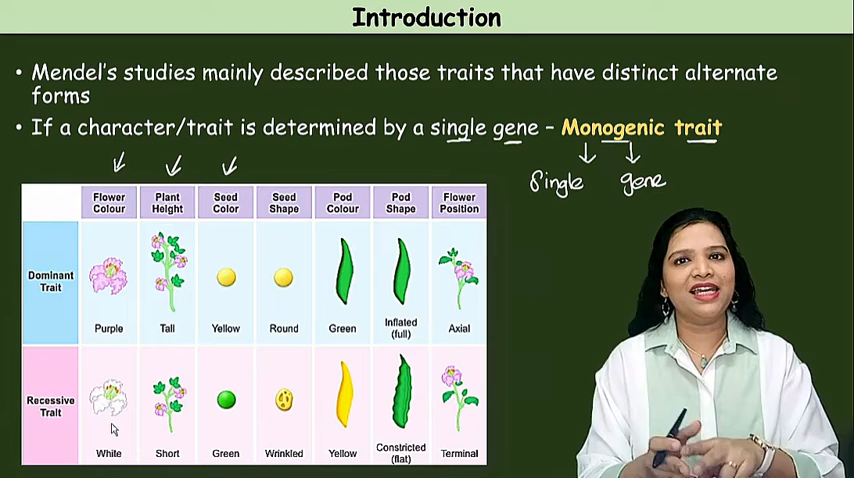 Introduction
• Mendel's studies mainly described those traits that have distinct alternate
forms
• If a character/trait is determined by a single gene - Monogenic trait
Single gene
Flower Colour Plant Height Seed Color Seed Shape Pod Colour Pod Shape Flower Position
Dominant Trait
Purple Tall Yellow Round Green Inflated (full) Axial
Recessive Trait
White Short Green Wrinkled Yellow Constricted (flat) Terminal